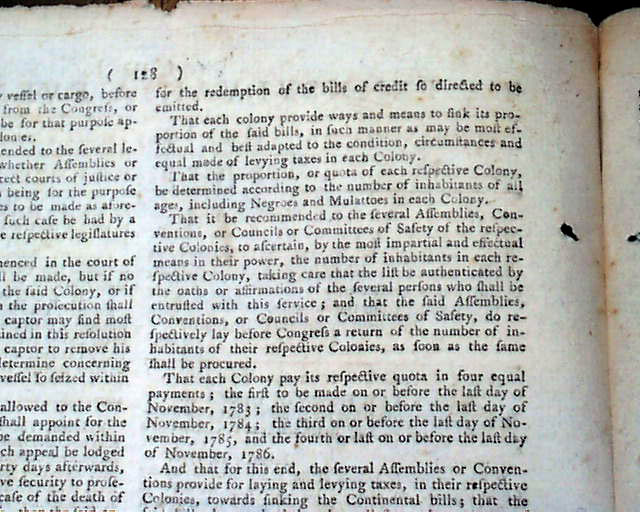 ( 128 )
vessel or cargo, before
from the Congress, or
be for that purpose ap-
lonies.
ended to the several le-
whether Assemblies or
rect courts of justice or
being for the purpose
es to be made as afore-
such case be had by a
e respective legislatures
menced in the court of
ll be made, but if no
the said Colony, or if
n the prosecution shall
captor may find most
ained in this resolution
captor to remove his
determine concerning
vessel so seized within
allowed to the Con-
shall appoint for the
be demanded within
ch appeal be lodged
rty days afterwards,
ve security to prose-
case of the death of
for the redemption of the bills of credit ſo directed to be
emitted.
That each colony provide ways and means to ſink its pro-
portion of the ſaid bills, in ſuch manner as may be moſt ef-
fectual and beſt adapted to the condition, circumſtances and
equal mode of levying taxes in each Colony.
That the proportion, or quota of each reſpective Colony,
be determined according to the number of inhabitants of all
ages, including Negroes and Mulattoes in each Colony.
That it be recommended to the ſeveral Aſſemblies, Con-
ventions, or Councils or Committees of Safety of the reſpec-
tive Colonies, to aſcertain, by the moſt impartial and effectual
means in their power, the number of inhabitants in each re-
ſpective Colony, taking care that the liſt be authenticated by
the oaths or affirmations of the ſeveral perſons who ſhall be
entruſted with this ſervice; and that the ſaid Aſſemblies,
Conventions, or Councils or Committees of Safety, do re-
ſpectively lay before Congreſs a return of the number of in-
habitants of their reſpective Colonies, as ſoon as the ſame
ſhall be procured.
That each Colony pay its reſpective quota in four equal
payments; the firſt to be made on or before the laſt day of
November, 1783; the ſecond on or before the laſt day of
November, 1784; the third on or before the laſt day of No-
vember, 1785, and the fourth or laſt on or before the laſt day
of November, 1786.
And that for this end, the ſeveral Aſſemblies or Conven-
tions provide for laying and levying taxes, in their reſpective
Colonies, towards ſinking the Continental bills; that the